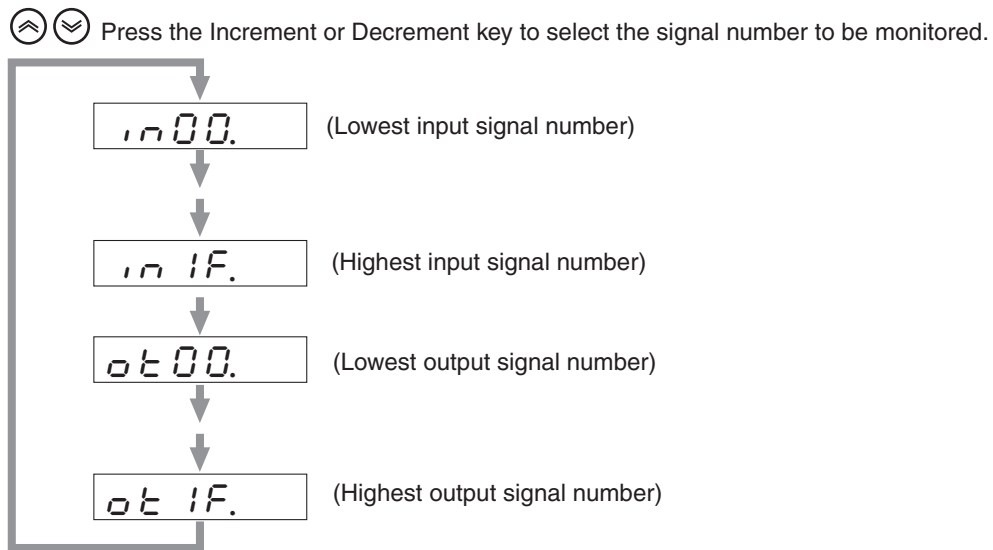 Press the Increment or Decrement key to select the signal number to be monitored.
in00. (Lowest input signal number)
in 1F. (Highest input signal number)
ot00. (Lowest output signal number)
ot 1F. (Highest output signal number)